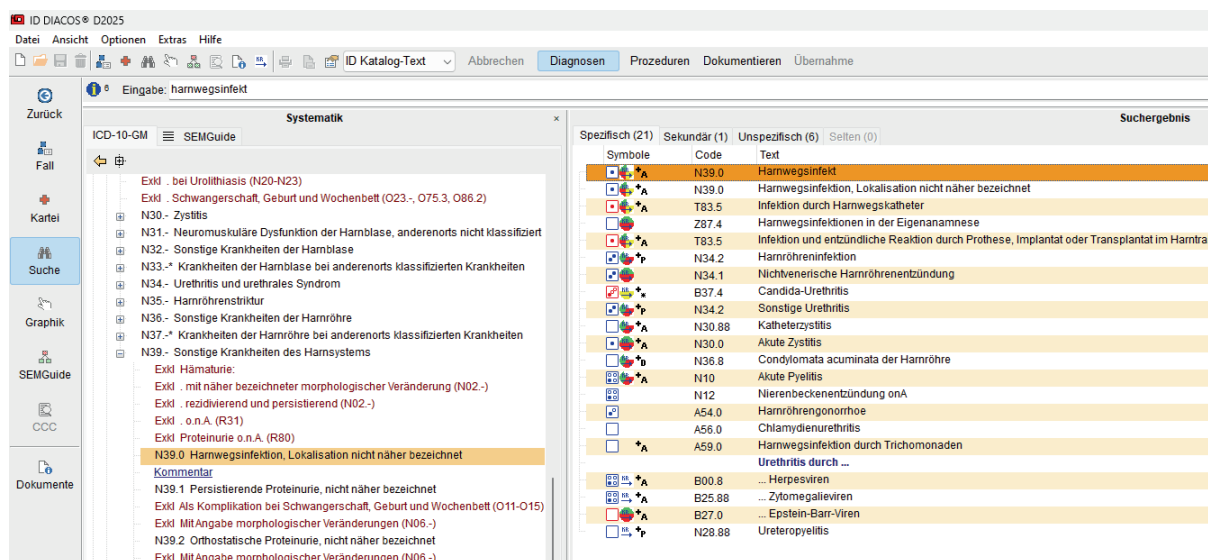 ID DIACOS® D2025
Datei Ansicht Optionen Extras Hilfe
ID Katalog-Text Abbrechen Diagnosen Prozeduren Dokumentieren Übernahme
6 Eingabe: harnwegsinfekt
Zurück
Fall
Kartei
Suche
Graphik
SEMGuide
CCC
Dokumente
Systematik ×
ICD-10-GM SEMGuide
Exkl . bei Urolithiasis (N20-N23)
Exkl . Schwangerschaft, Geburt und Wochenbett (O23.-, O75.3, O86.2)
N30.- Zystitis
N31.- Neuromuskuläre Dysfunktion der Harnblase, anderenorts nicht klassifiziert
N32.- Sonstige Krankheiten der Harnblase
N33.-* Krankheiten der Harnblase bei anderenorts klassifizierten Krankheiten
N34.- Urethritis und urethrales Syndrom
N35.- Harnröhrenstriktur
N36.- Sonstige Krankheiten der Harnröhre
N37.-* Krankheiten der Harnröhre bei anderenorts klassifizierten Krankheiten
N39.- Sonstige Krankheiten des Harnsystems
Exkl Hämaturie:
Exkl . mit näher bezeichneter morphologischer Veränderung (N02.-)
Exkl . rezidivierend und persistierend (N02.-)
Exkl . o.n.A. (R31)
Exkl Proteinurie o.n.A. (R80)
N39.0 Harnwegsinfektion, Lokalisation nicht näher bezeichnet
Kommentar
N39.1 Persistierende Proteinurie, nicht näher bezeichnet
Exkl Als Komplikation bei Schwangerschaft, Geburt und Wochenbett (O11-O15)
Exkl Mit Angabe morphologischer Veränderungen (N06.-)
N39.2 Orthostatische Proteinurie, nicht näher bezeichnet
Exkl Mit Angabe morphologischer Veränderungen (N06.-)
Suchergebnis
Spezifisch (21) Sekundär (1) Unspezifisch (6) Selten (0)
Symbole Code Text
A N39.0 Harnwegsinfekt
A N39.0 Harnwegsinfektion, Lokalisation nicht näher bezeichnet
A T83.5 Infektion durch Harnwegskatheter
Z87.4 Harnwegsinfektionen in der Eigenanamnese
A T83.5 Infektion und entzündliche Reaktion durch Prothese, Implantat oder Transplantat im Harntra
P N34.2 Harnröhreninfektion
N34.1 Nichtvenerische Harnröhrenentzündung
* B37.4 Candida-Urethritis
P N34.2 Sonstige Urethritis
A N30.88 Katheterzystitis
A N30.0 Akute Zystitis
D N36.8 Condylomata acuminata der Harnröhre
A N10 Akute Pyelitis
N12 Nierenbeckenentzündung onA
A54.0 Harnröhrengonorrhoe
A56.0 Chlamydienurethritis
A A59.0 Harnwegsinfektion durch Trichomonaden
Urethritis durch ...
A B00.8 ... Herpesviren
A B25.88 ... Zytomegalieviren
A B27.0 ... Epstein-Barr-Viren
P N28.88 Ureteropyelitis